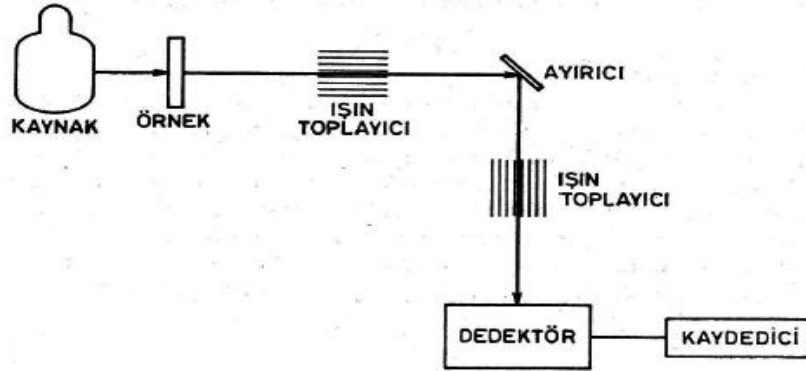 KAYNAK
ÖRNEK
IŞIN
TOPLAYICI
AYIRICI
IŞIN
TOPLAYICI
DEDEKTÖR
KAYDEDİCİ